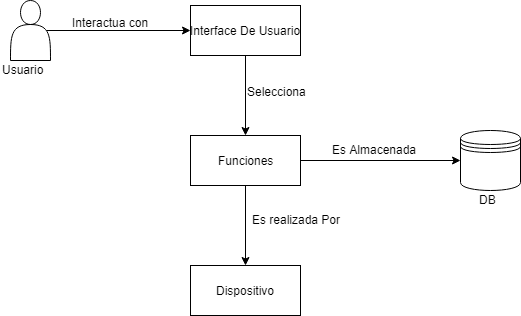 Interactua con
Interface De Usuario
Usuario
Selecciona
Funciones
Es Almacenada
DB
Es realizada Por
Dispositivo